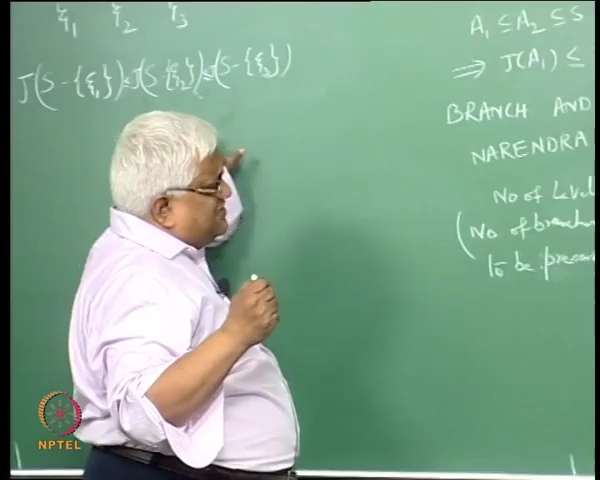 ξ₁ ξ₂ ξ₃
J(S-{ξ₁}) ≤ J(S-{ξ₂}) ≤ J(S-{ξ₃})
A₁ ⊆ A₂ ⊆ S
⇒ J(A₁) ≤
BRANCH AND
NARENDRA
No of Level
(No. of branch
to be
NPTEL